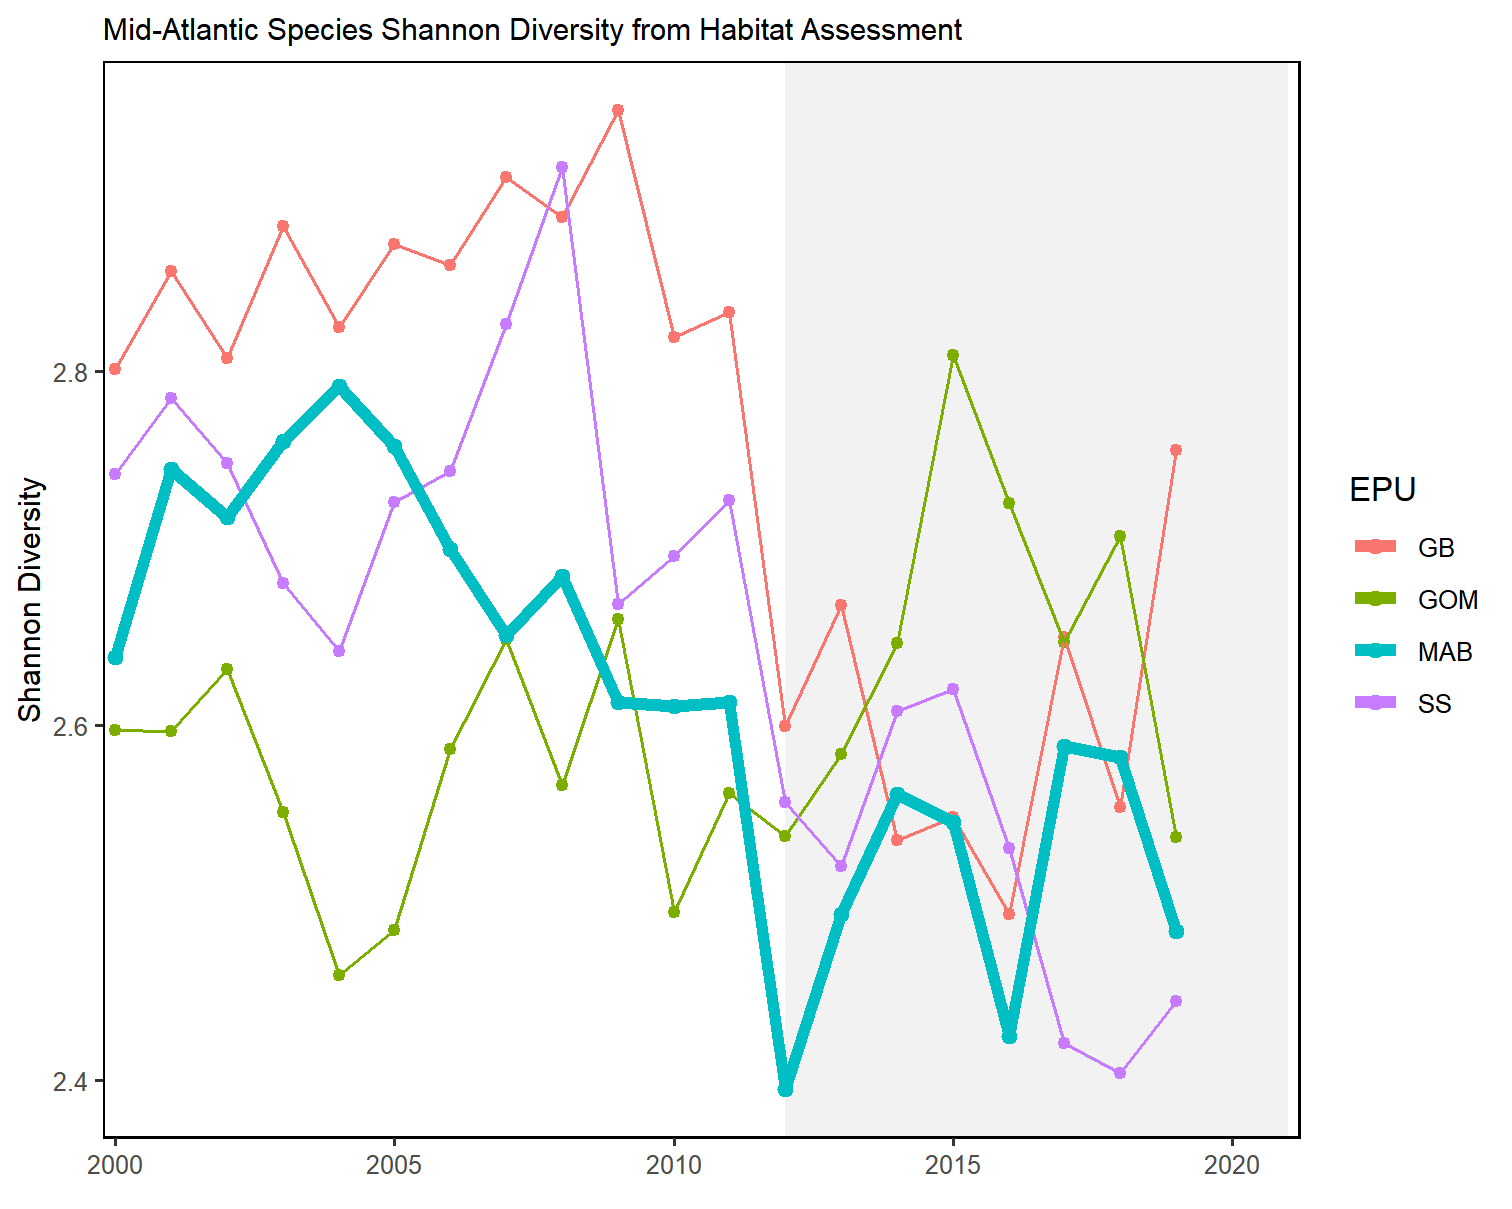 Mid-Atlantic Species Shannon Diversity from Habitat Assessment
Shannon Diversity
2.8
2.6
2.4
2000
2005
2010
2015
2020
EPU
GB
GOM
MAB
SS